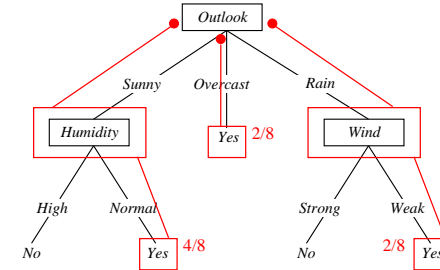 Outlook
Sunny Overcast Rain
Humidity Yes 2/8 Wind
High Normal Strong Weak
No Yes 4/8 No 2/8 Yes